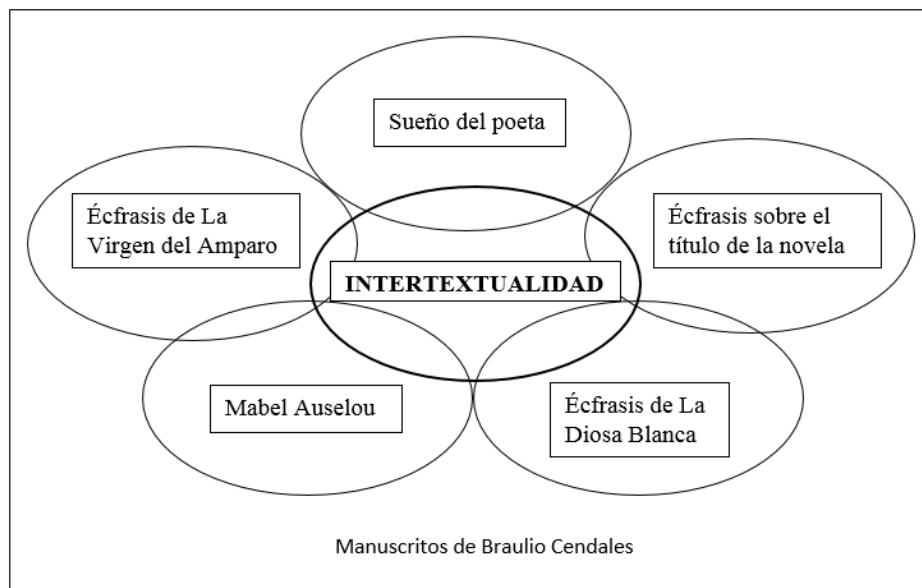 Sueño del poeta
Écfrasis de La
Virgen del Amparo
Écfrasis sobre el
título de la novela
INTERTEXTUALIDAD
Mabel Auselou
Écfrasis de La
Diosa Blanca
Manuscritos de Braulio Cendales